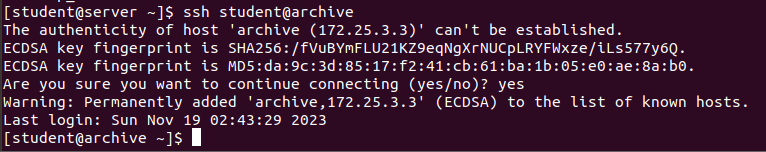 [student@server ~]$ ssh student@archive
The authenticity of host 'archive (172.25.3.3)' can't be established.
ECDSA key fingerprint is SHA256:/fVuBYmFLU21KZ9eqNgXrNUCpLRYFWxze/iLs577y6Q.
ECDSA key fingerprint is MD5:da:9c:3d:85:17:f2:41:cb:61:ba:1b:05:e0:ae:8a:b0.
Are you sure you want to continue connecting (yes/no)? yes
Warning: Permanently added 'archive,172.25.3.3' (ECDSA) to the list of known hosts.
Last login: Sun Nov 19 02:43:29 2023
[student@archive ~]$